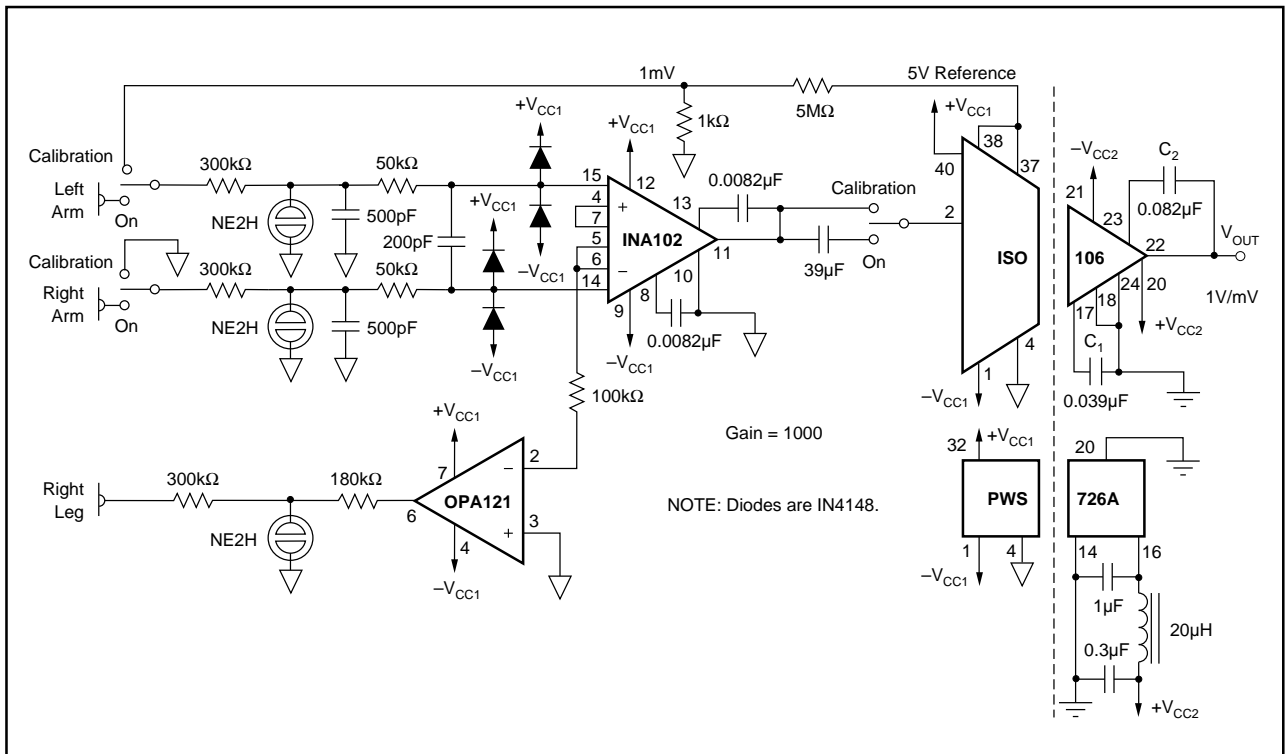 1mV
5V Reference
+VCC1
5MΩ
1kΩ
+VCC1
+VCC1
38
40
37
–VCC2
C2
0.082µF
21
23
Calibration
Left
Arm
On
300kΩ
50kΩ
NE2H
500pF
200pF
+VCC1
–VCC1
15
4
7
5
6
14
+
–
12
13
INA102
11
10
8
9
0.0082µF
0.0082µF
–VCC1
Calibration
39µF
On
2
ISO
4
1
–VCC1
106
22
VOUT
1V/mV
24
20
18
17
+VCC2
C1
0.039µF
Calibration
Right
Arm
On
300kΩ
50kΩ
NE2H
500pF
–VCC1
100kΩ
+VCC1
Right
Leg
300kΩ
180kΩ
NE2H
7
6
OPA121
–
+
2
3
4
–VCC1
Gain = 1000
NOTE: Diodes are IN4148.
32
+VCC1
PWS
1
4
–VCC1
20
726A
14
16
1µF
20µH
0.3µF
+VCC2